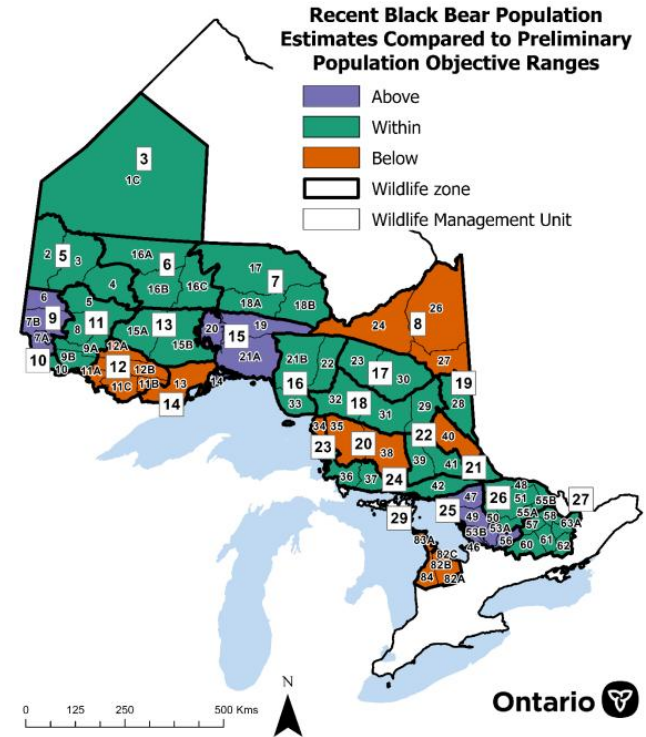 Recent Black Bear Population
Estimates Compared to Preliminary
Population Objective Ranges
Above
Within
Below
Wildlife zone
Wildlife Management Unit
3
1C
2
5
3
16A
6
4
16B
16C
17
7
18A
18B
6
9
7B
7A
10
5
8
11
9A
9B
10
11A
12A
13
15A
15B
12
12B
11C
11B
13
14
20
15
19
21A
14
24
8
26
27
21B
22
16
33
23
17
30
19
28
32
18
31
29
22
40
34
35
23
20
38
39
41
21
36
37
24
42
29
25
47
26
48
51
55B
27
49
50
55A
58
53A
57
63A
53B
56
46
60
61
62
83A
82C
82B
84
82A
N
0 125 250 500 Kms
Ontario